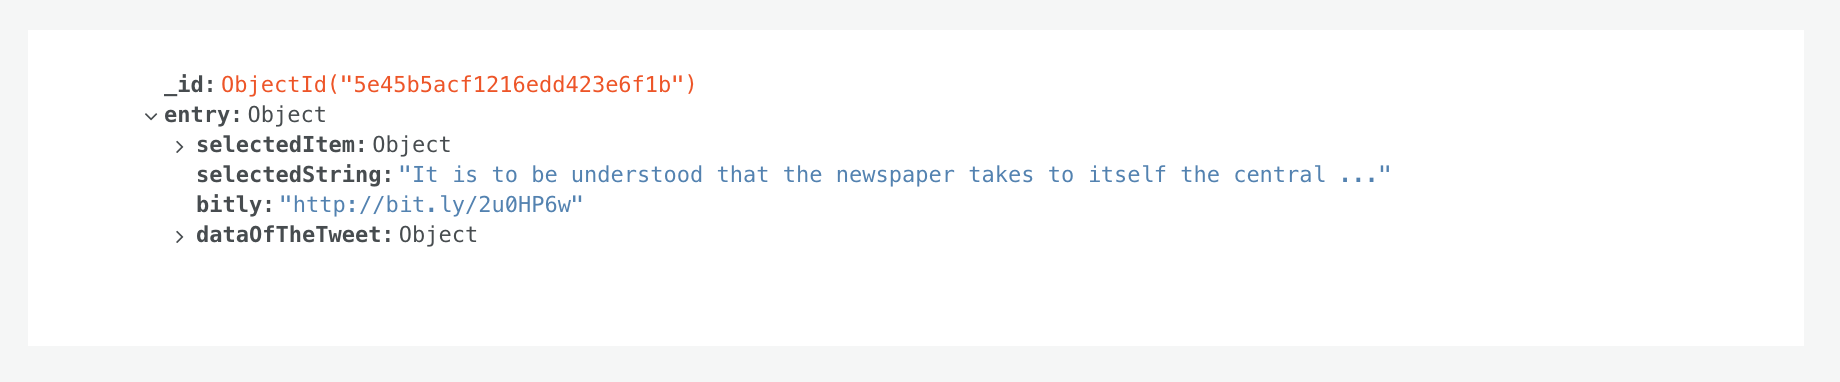 _id: ObjectId("5e45b5acf1216edd423e6f1b")
entry: Object
selectedItem: Object
selectedString: "It is to be understood that the newspaper takes to itself the central ..."
bitly: "http://bit.ly/2u0HP6w"
dataOfTheTweet: Object